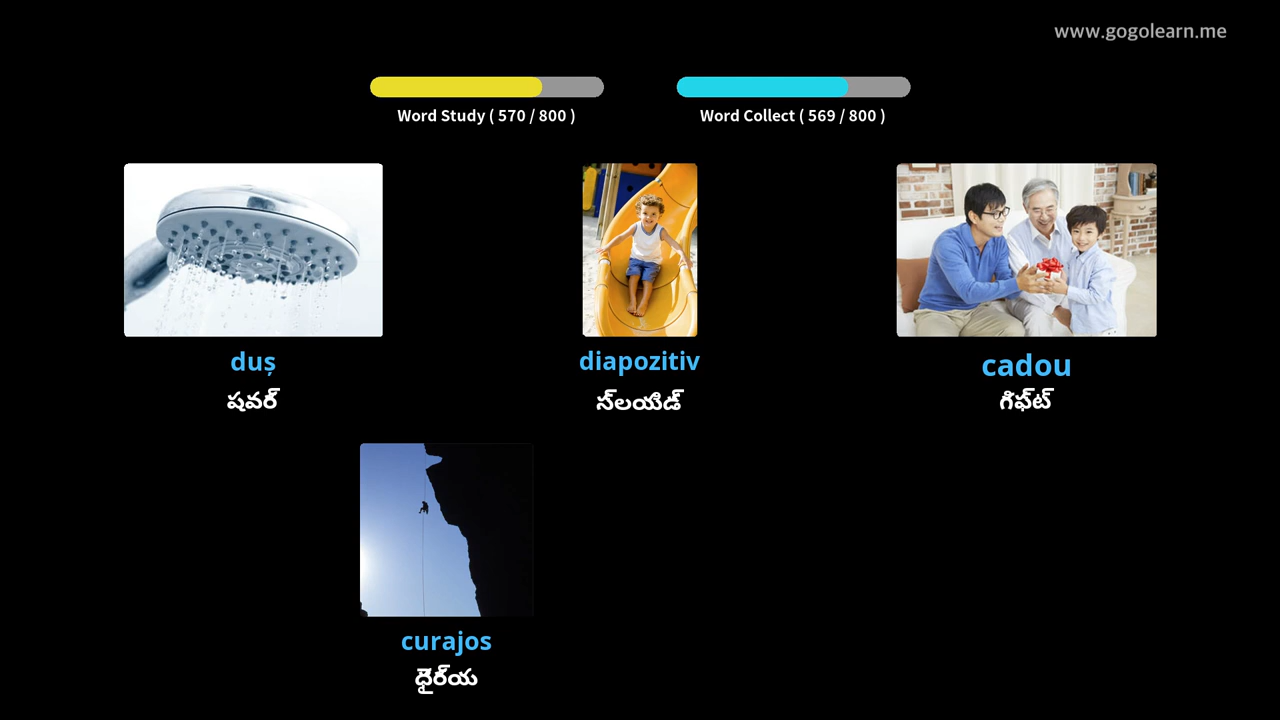 www.gogolearn.me
Word Study ( 570 / 800 )
Word Collect ( 569 / 800 )
duș
diapozitiv
cadou
షవర్
స్లయిడ్
గిఫ్ట్
curajos
ధైర్య